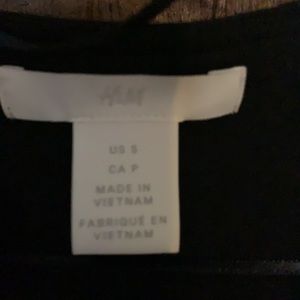 H&M
US S
CA P
MADE IN
VIETNAM
FABRIQUÉ EN
VIETNAM